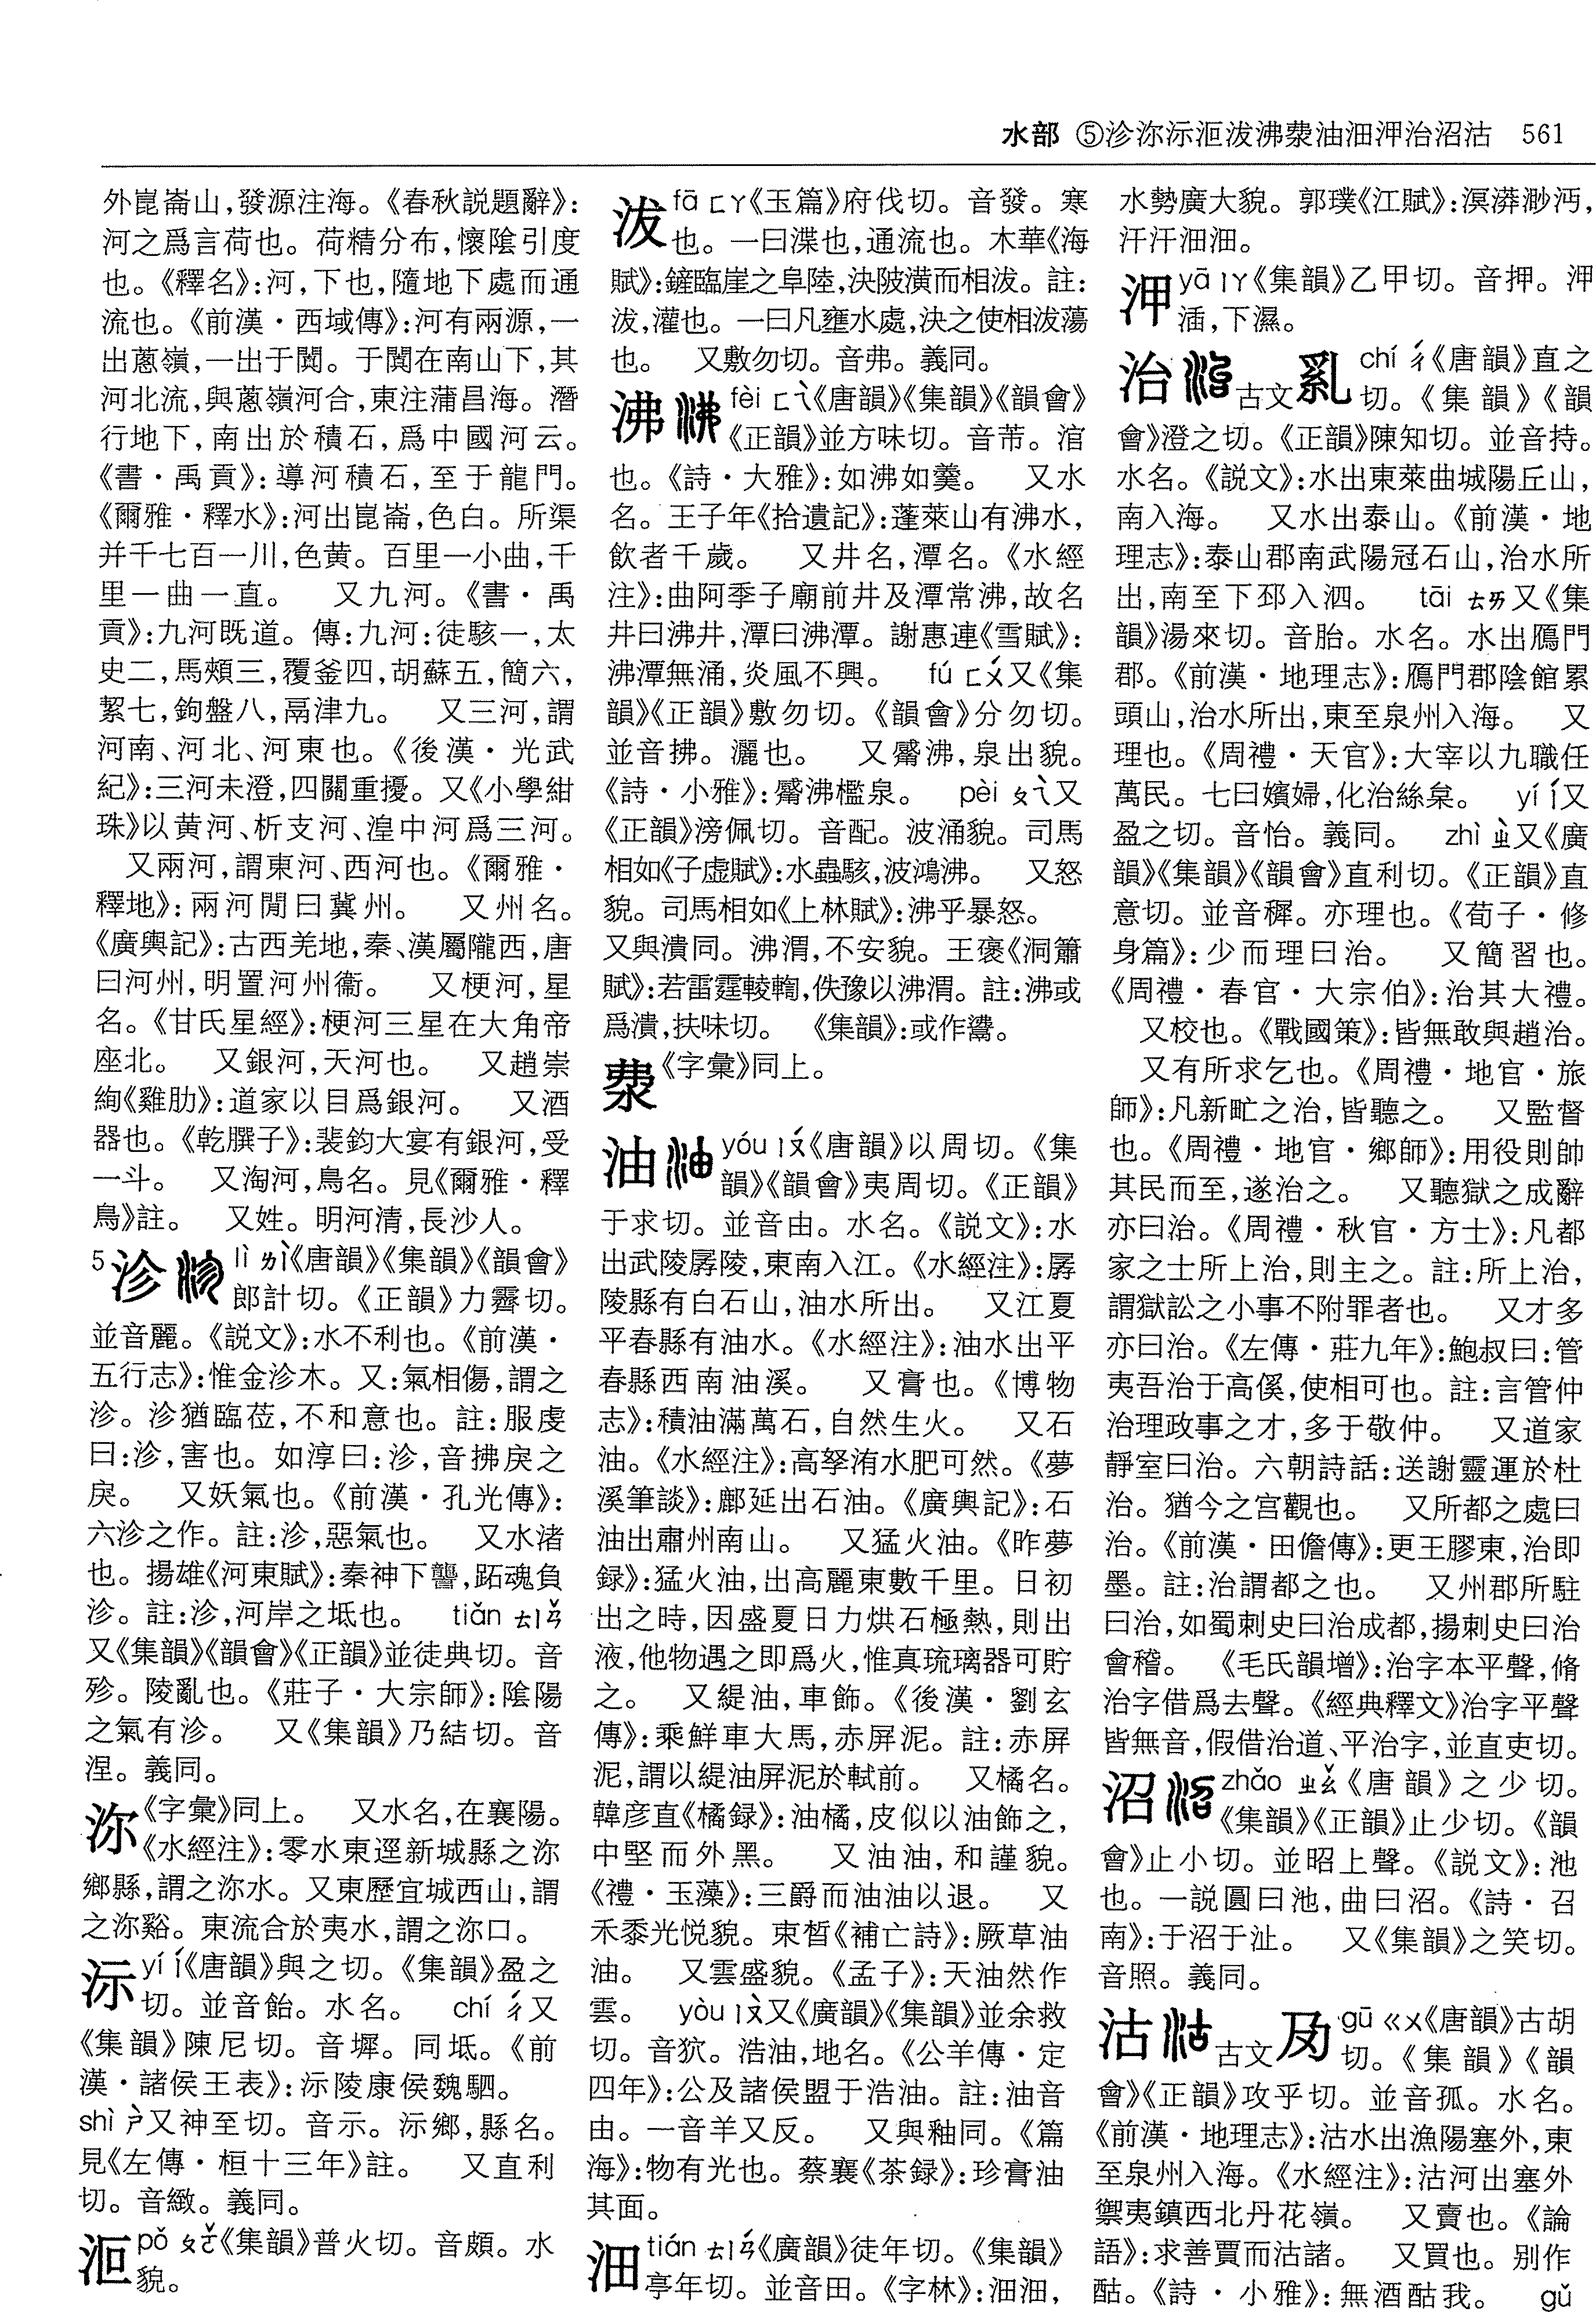 水部 ⑤沴沵沶洰泼沸㵒油沺泙治沼沽 561
外崑崙山,發源注海。《春秋説題辭》:
河之爲言荷也。荷精分布,懷陰引度
也。《釋名》:河,下也,隨地下處而通
流也。《前漢·西域傳》:河有兩源,一
出蔥嶺,一出于闐。于闐在南山下,其
河北流,與蔥嶺河合,東注蒲昌海。潛
行地下,南出於積石,爲中國河云。
《書·禹貢》:導河積石,至于龍門。
《爾雅·釋水》:河出崑崙,色白。所渠
并千七百一川,色黄。百里一小曲,千
里一曲一直。 又九河。《書·禹
貢》:九河既道。傳:九河:徒駭一,太
史二,馬頰三,覆釜四,胡蘇五,簡六,
絜七,鉤盤八,鬲津九。 又三河,謂
河南、河北、河東也。《後漢·光武
紀》:三河未澄,四關重擾。又《小學紺
珠》以黄河、析支河、湟中河爲三河。
又兩河,謂東河、西河也。《爾雅·
釋地》:兩河閒曰冀州。 又州名。
《廣輿記》:古西羌地,秦、漢屬隴西,唐
曰河州,明置河州衞。 又梗河,星
名。《甘氏星經》:梗河三星在大角帝
座北。 又銀河,天河也。 又趙崇
絢《雞肋》:道家以目爲銀河。 又酒
器也。《乾𦠆子》:裴鈞大宴有銀河,受
一斗。 又淘河,鳥名。見《爾雅·釋
鳥》註。 又姓。明河清,長沙人。
5 沴 lì ㄌㄧˋ《唐韻》《集韻》《韻會》
郎計切。《正韻》力霽切。
並音麗。《説文》:水不利也。《前漢·
五行志》:惟金沴木。又:氣相傷,謂之
沴。沴猶臨莅,不和意也。註:服虔
曰:沴,害也。如淳曰:沴,音拂戾之
戾。 又妖氣也。《前漢·孔光傳》:
六沴之作。註:沴,惡氣也。 又水渚
也。揚雄《河東賦》:秦神下讋,跖魂負
沴。註:沴,河岸之坻也。 tiǎn ㄊㄧㄢˇ
又《集韻》《韻會》《正韻》並徒典切。音
殄。陵亂也。《莊子·大宗師》:陰陽
之氣有沴。 又《集韻》乃結切。音
涅。義同。
沵《字彙》同上。 又水名,在襄陽。
《水經注》:零水東逕新城縣之沵
鄉縣,謂之沵水。又東歷宜城西山,謂
之沵谿。東流合於夷水,謂之沵口。
沶 yí ㄧˊ《唐韻》與之切。《集韻》盈之
切。並音飴。水名。 chí ㄔˊ又
《集韻》陳尼切。音墀。同坻。《前
漢·諸侯王表》:沶陵康侯魏駟。
shì ㄕˋ又神至切。音示。沶鄉,縣名。
見《左傳·桓十三年》註。 又直利
切。音緻。義同。
pǒ ㄆㄛˇ《集韻》普火切。音頗。水
貌。
fā ㄈㄚ《玉篇》府伐切。音發。寒
也。一曰渫也,通流也。木華《海
賦》:鏟臨崖之阜陸,決陂潢而相沷。註:
沷,灌也。一曰凡壅水處,決之使相沷蕩
也。 又敷勿切。音弗。義同。
沸 fèi ㄈㄟˋ《唐韻》《集韻》《韻會》
《正韻》並方味切。音芾。涫
也。《詩·大雅》:如沸如羹。 又水
名。王子年《拾遺記》:蓬萊山有沸水,
飲者千歲。 又井名,潭名。《水經
注》:曲阿季子廟前井及潭常沸,故名
井曰沸井,潭曰沸潭。謝惠連《雪賦》:
沸潭無涌,炎風不興。 fú ㄈㄨˊ又《集
韻》《正韻》敷勿切。《韻會》分勿切。
並音拂。灑也。 又觱沸,泉出貌。
《詩·小雅》:觱沸檻泉。 pèi ㄆㄟˋ又
《正韻》滂佩切。音配。波涌貌。司馬
相如《子虛賦》:水蟲駭,波鴻沸。 又怒
貌。司馬相如《上林賦》:沸乎暴怒。
又與潰同。沸渭,不安貌。王褒《洞簫
賦》:若雷霆輘輷,佚豫以沸渭。註:沸或
爲潰,扶味切。 《集韻》:或作灊。
《字彙》同上。
油 yóu ㄧㄡˊ《唐韻》以周切。《集
韻》《韻會》夷周切。《正韻》
于求切。並音由。水名。《説文》:水
出武陵孱陵,東南入江。《水經注》:孱
陵縣有白石山,油水所出。 又江夏
平春縣有油水。《水經注》:油水出平
春縣西南油溪。 又膏也。《博物
志》:積油滿萬石,自然生火。 又石
油。《水經注》:高孥洧水肥可然。《夢
溪筆談》:鄜延出石油。《廣輿記》:石
油出肅州南山。 又猛火油。《昨夢
録》:猛火油,出高麗東數千里。日初
出之時,因盛夏日力烘石極熱,則出
液,他物遇之即爲火,惟真琉璃器可貯
之。 又緹油,車飾。《後漢·劉玄
傳》:乘鮮車大馬,赤屏泥。註:赤屏
泥,謂以緹油屏泥於軾前。 又橘名。
韓彦直《橘録》:油橘,皮似以油飾之,
中堅而外黑。 又油油,和謹貌。
《禮·玉藻》:三爵而油油以退。 又
禾黍光悦貌。束晳《補亡詩》:厥草油
油。 又雲盛貌。《孟子》:天油然作
雲。 yòu ㄧㄡˋ又《廣韻》《集韻》並余救
切。音狖。浩油,地名。《公羊傳·定
四年》:公及諸侯盟于浩油。註:油音
由。一音羊又反。 又與釉同。《篇
海》:物有光也。蔡襄《茶録》:珍膏油
其面。
沺 tián ㄊㄧㄢˊ《廣韻》徒年切。《集韻》
亭年切。並音田。《字林》:沺沺,
水勢廣大貌。郭璞《江賦》:溟漭渺沔,
汗汗沺沺。
泙 yā ㄧㄚ《集韻》乙甲切。音押。
下濕。
治 古文亂 chí ㄔˊ《唐韻》直之
切。《集韻》《韻
會》澄之切。《正韻》陳知切。並音持。
水名。《説文》:水出東萊曲城陽丘山,
南入海。 又水出泰山。《前漢·地
理志》:泰山郡南武陽冠石山,治水所
出,南至下邳入泗。 tāi ㄊㄞ又《集
韻》湯來切。音胎。水名。水出鴈門
郡。《前漢·地理志》:鴈門郡陰館累
頭山,治水所出,東至泉州入海。 又
理也。《周禮·天官》:大宰以九職任
萬民。七曰嬪婦,化治絲枲。 yí ㄧˊ又
盈之切。音怡。義同。 zhì ㄓˋ又《廣
韻》《集韻》《韻會》直利切。《正韻》直
意切。並音稺。亦理也。《荀子·修
身篇》:少而理曰治。 又簡習也。
《周禮·春官·大宗伯》:治其大禮。
又校也。《戰國策》:皆無敢與趙治。
又有所求乞也。《周禮·地官·旅
師》:凡新甿之治,皆聽之。 又監督
也。《周禮·地官·鄉師》:用役則帥
其民而至,遂治之。 又聽獄之成辭
亦曰治。《周禮·秋官·方士》:凡都
家之士所上治,則主之。註:所上治,
謂獄訟之小事不附罪者也。 又才多
亦曰治。《左傳·莊九年》:鮑叔曰:管
夷吾治于高傒,使相可也。註:言管仲
治理政事之才,多于敬仲。 又道家
靜室曰治。六朝詩話:送謝靈運於杜
治。猶今之宫觀也。 又所都之處曰
治。《前漢·田儋傳》:更王膠東,治即
墨。註:治謂都之也。 又州郡所駐
曰治,如蜀刺史曰治成都,揚刺史曰治
會稽。 《毛氏韻增》:治字本平聲,脩
治字借爲去聲。《經典釋文》治字平聲
皆無音,假借治道、平治字,並直吏切。
沼 zhǎo ㄓㄠˇ《唐韻》之少切。
《集韻》《正韻》止少切。《韻
會》止小切。並昭上聲。《説文》:池
也。一説圓曰池,曲曰沼。《詩·召
南》:于沼于沚。 又《集韻》之笑切。
音照。義同。
沽 古文夃 gū ㄍㄨ《唐韻》古胡
切。《集韻》《韻
會》《正韻》攻乎切。並音孤。水名。
《前漢·地理志》:沽水出漁陽塞外,東
至泉州入海。《水經注》:沽河出塞外
禦夷鎮西北丹花嶺。 又賣也。《論
語》:求善賈而沽諸。 又買也。别作
酤。《詩·小雅》:無酒酤我。 gǔ